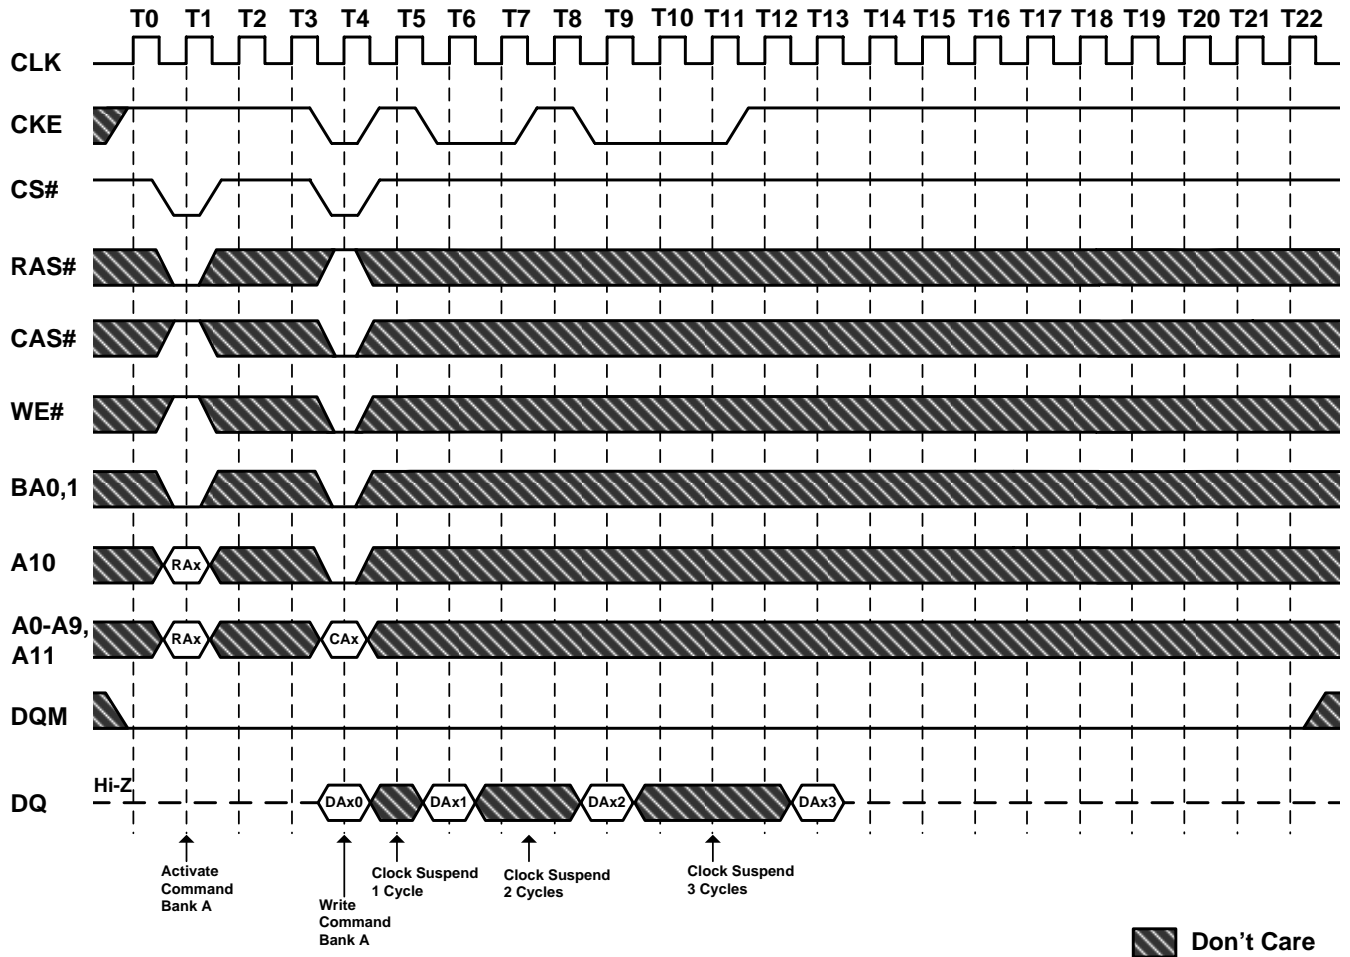 T0 T1 T2 T3 T4 T5 T6 T7 T8 T9 T10 T11 T12 T13 T14 T15 T16 T17 T18 T19 T20 T21 T22
CLK
CKE
CS#
RAS#
CAS#
WE#
BA0,1
A10
RAx
A0-A9,
A11
RAx
CAx
DQM
Hi-Z
DQ
DAx0
DAx1
DAx2
DAx3
Activate
Command
Bank A
Write
Command
Bank A
Clock Suspend
1 Cycle
Clock Suspend
2 Cycles
Clock Suspend
3 Cycles
Don't Care